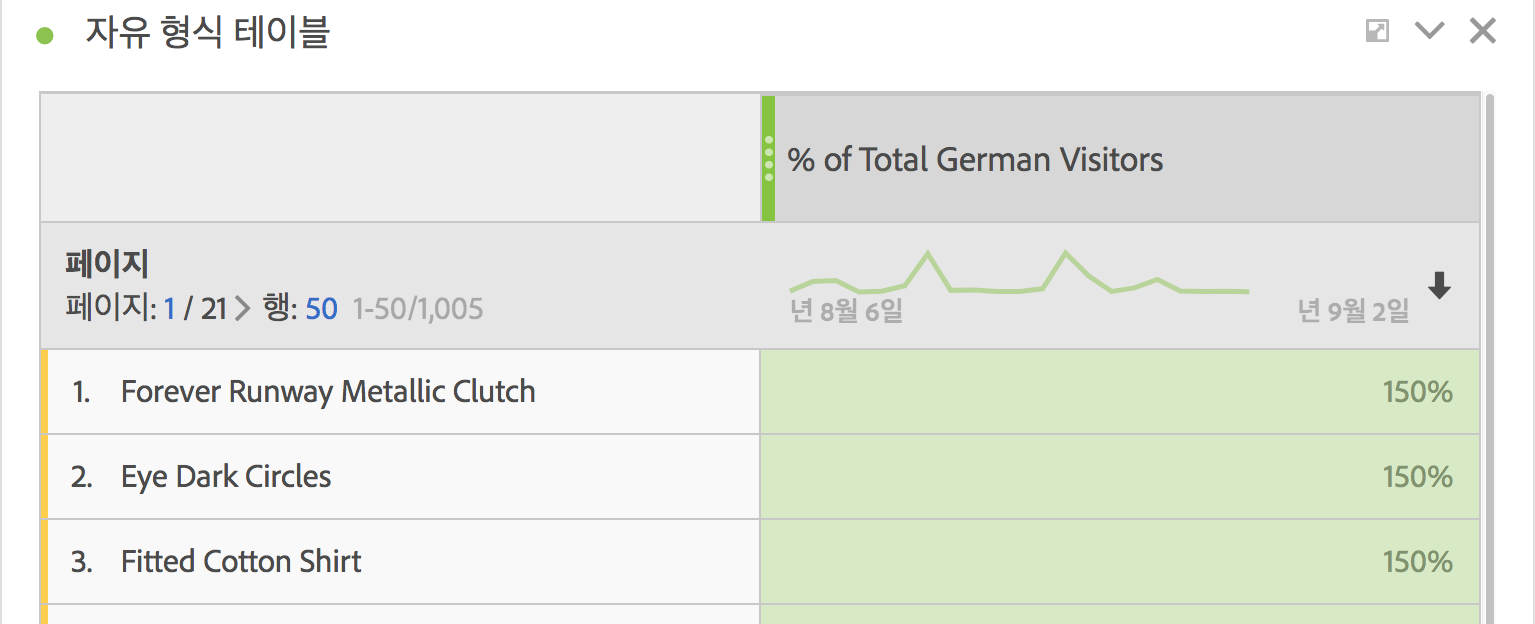 자유 형식 테이블
% of Total German Visitors
페이지
페이지: 1 / 21 행: 50 1-50/1,005
년 8월 6일 년 9월 2일
1. Forever Runway Metallic Clutch 150%
2. Eye Dark Circles 150%
3. Fitted Cotton Shirt 150%